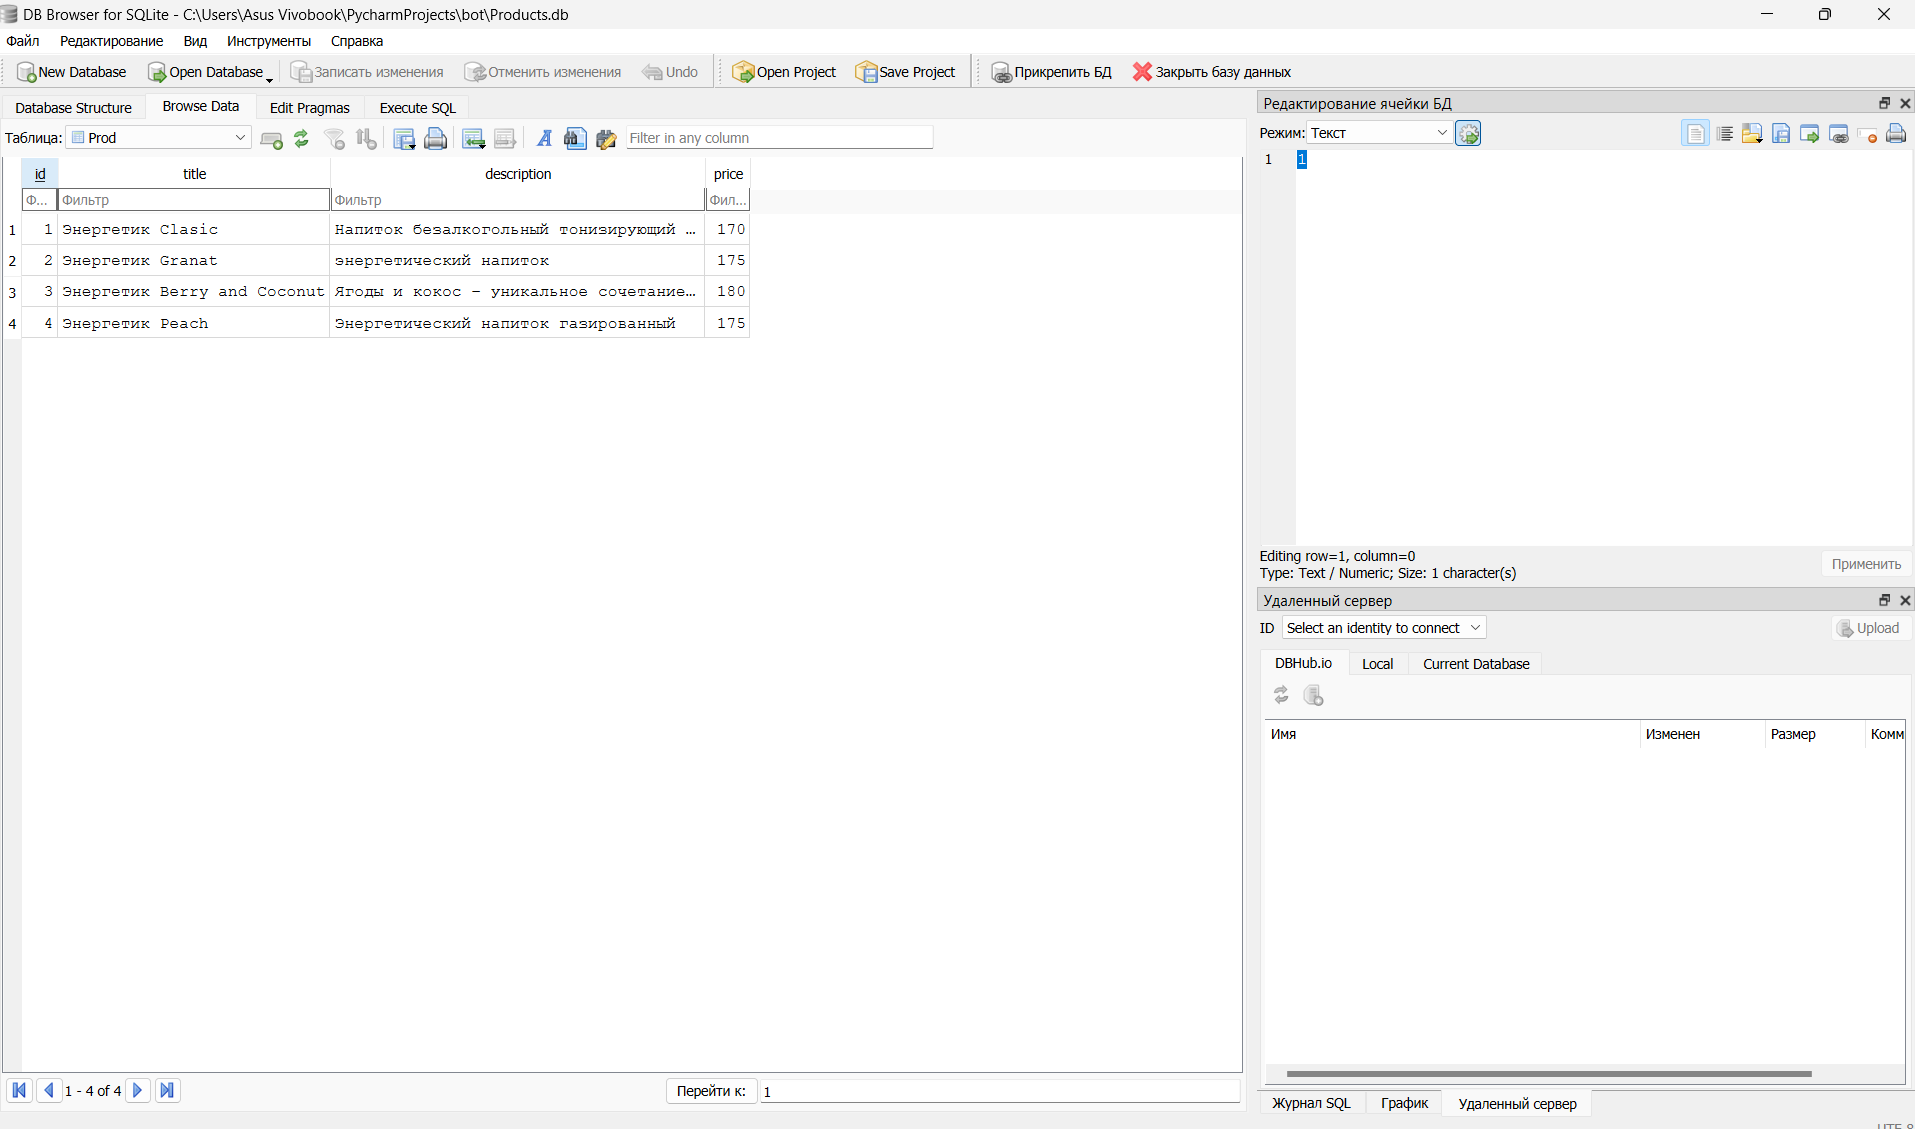 DB Browser for SQLite - C:\Users\Asus Vivobook\PycharmProjects\bot\Products.db
Файл Редактирование Вид Инструменты Справка
New Database Open Database Записать изменения Отменить изменения Undo Open Project Save Project Прикрепить БД Закрыть базу данных
Database Structure Browse Data Edit Pragmas Execute SQL
Таблица: Prod Filter in any column
id title description price
Ф... Фильтр Фильтр Фил...
1 1 Энергетик Clasic Напиток безалкогольный тонизирующий … 170
2 2 Энергетик Granat энергетический напиток 175
3 3 Энергетик Berry and Coconut Ягоды и кокос – уникальное сочетание… 180
4 4 Энергетик Peach Энергетический напиток газированный 175
1 - 4 of 4 Перейти к: 1
Редактирование ячейки БД
Режим: Текст
1 1
Editing row=1, column=0
Type: Text / Numeric; Size: 1 character(s)
Применить
Удаленный сервер
ID Select an identity to connect Upload
DBHub.io Local Current Database
Имя Изменен Размер Комм
Журнал SQL График Удаленный сервер